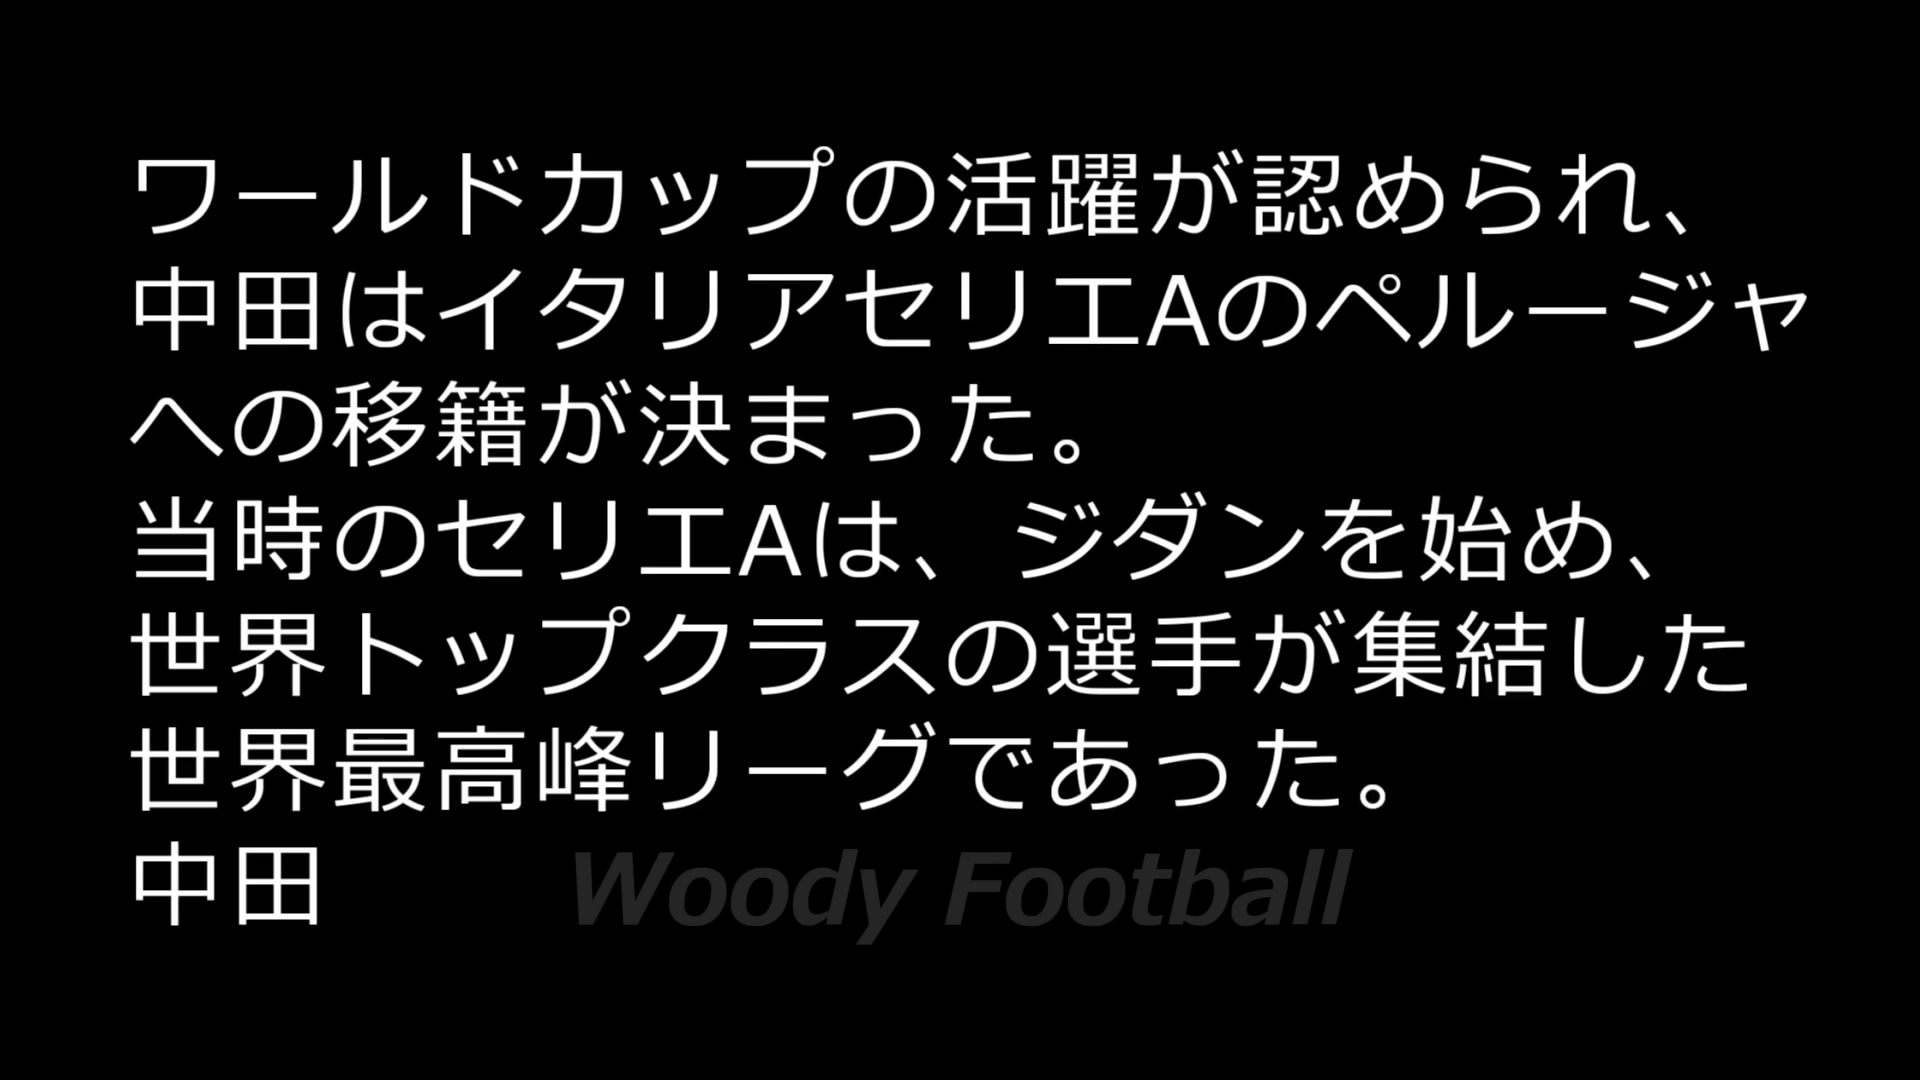 ワールドカップの活躍が認められ、
中田はイタリアセリエAのペルージャ
への移籍が決まった。
当時のセリエAは、ジダンを始め、
世界トップクラスの選手が集結した
世界最高峰リーグであった。
中田
Woody Football